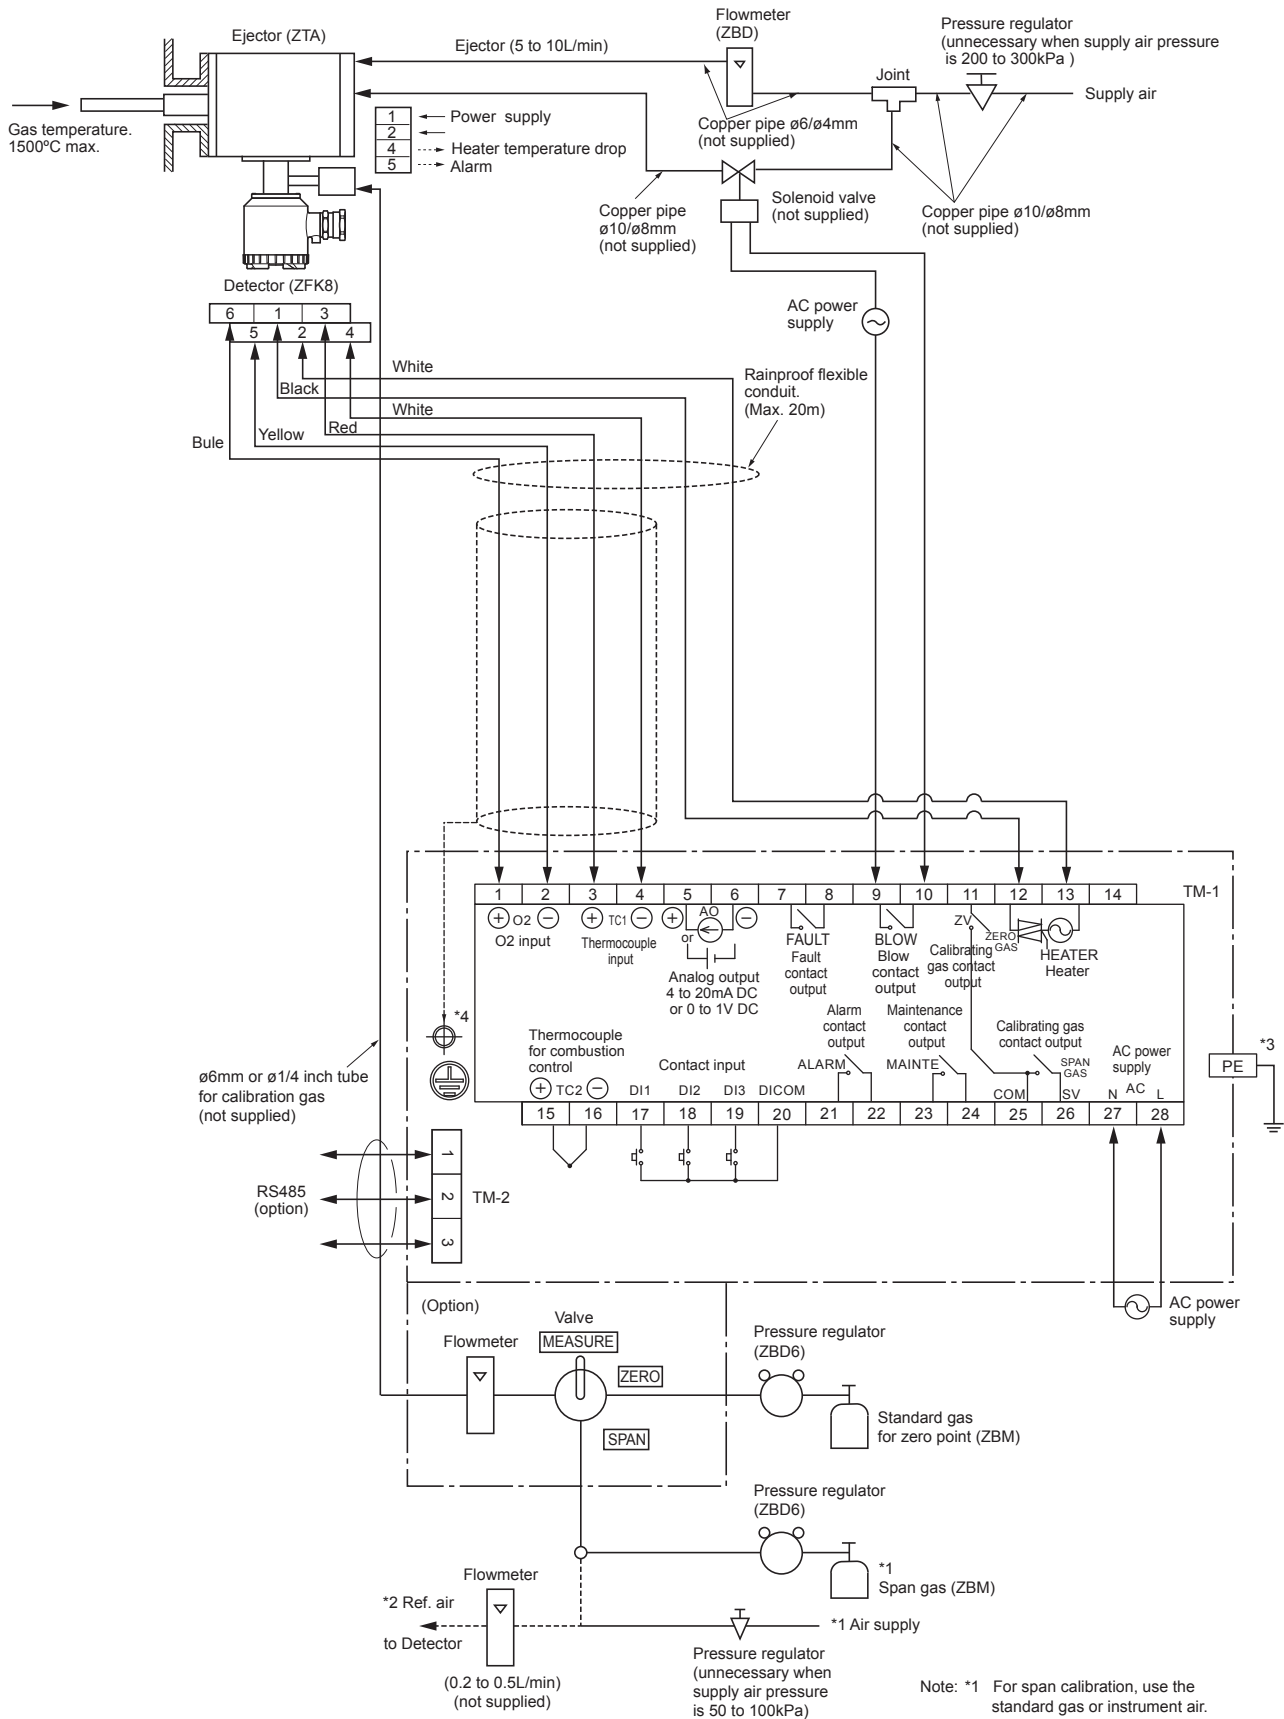 Ejector (ZTA)
Flowmeter
(ZBD)
Pressure regulator
(unnecessary when supply air pressure
is 200 to 300kPa )
Ejector (5 to 10L/min)
Joint
Supply air
Gas temperature.
1500ºC max.
1
2
4
5
Power supply
Heater temperature drop
Alarm
Copper pipe ø6/ø4mm
(not supplied)
Copper pipe
ø10/ø8mm
(not supplied)
Solenoid valve
(not supplied)
Copper pipe ø10/ø8mm
(not supplied)
Detector (ZFK8)
6 1 3
5 2 4
AC power
supply
White
Black
White
Red
Yellow
Bule
Rainproof flexible
conduit.
(Max. 20m)
1 2 3 4 5 6 7 8 9 10 11 12 13 14
TM-1
O2
O2 input
TC1
Thermocouple
input
AO
or
Analog output
4 to 20mA DC
or 0 to 1V DC
FAULT
Fault
contact
output
BLOW
Blow
contact
output
ZV
ZERO
GAS
Calibrating
gas contact
output
HEATER
Heater
*4
Thermocouple
for combustion
control
TC2
Contact input
DI1 DI2 DI3 DICOM
Alarm
contact
output
ALARM
Maintenance
contact
output
MAINTE
Calibrating gas
contact output
SPAN
GAS
COM
SV
AC power
supply
N AC L
15 16 17 18 19 20 21 22 23 24 25 26 27 28
*3
PE
ø6mm or ø1/4 inch tube
for calibration gas
(not supplied)
RS485
(option)
1
2
3
TM-2
AC power
supply
(Option)
Flowmeter
Valve
MEASURE
ZERO
SPAN
Pressure regulator
(ZBD6)
Standard gas
for zero point (ZBM)
Pressure regulator
(ZBD6)
*1
Span gas (ZBM)
Flowmeter
*2 Ref. air
to Detector
(0.2 to 0.5L/min)
(not supplied)
*1 Air supply
Pressure regulator
(unnecessary when
supply air pressure
is 50 to 100kPa)
Note: *1 For span calibration, use the
standard gas or instrument air.